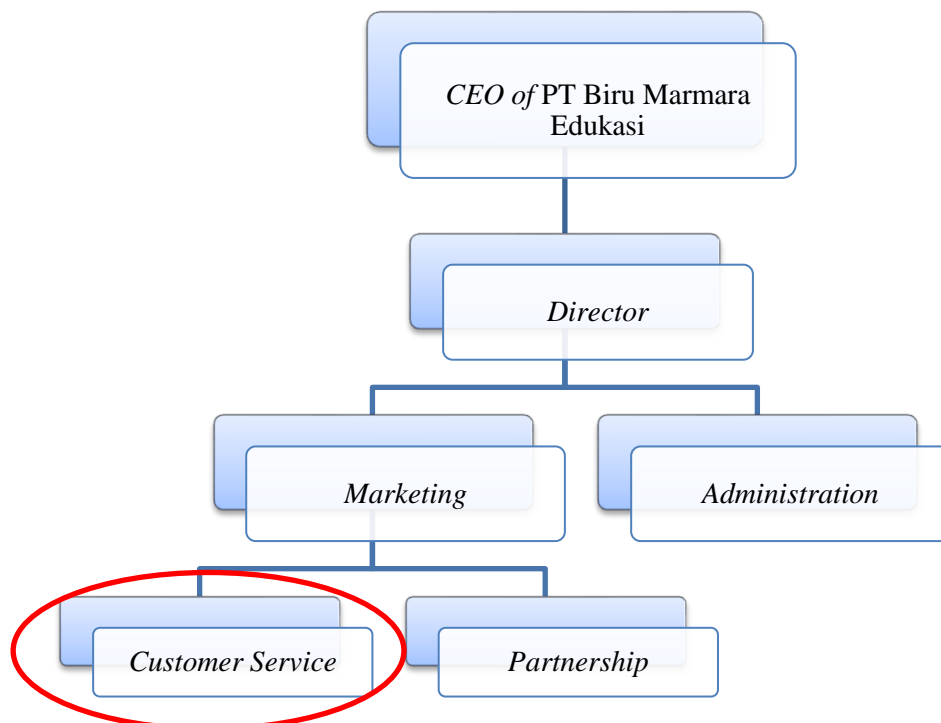 CEO of PT Biru Marmara
Edukasi
Director
Marketing
Administration
Customer Service
Partnership